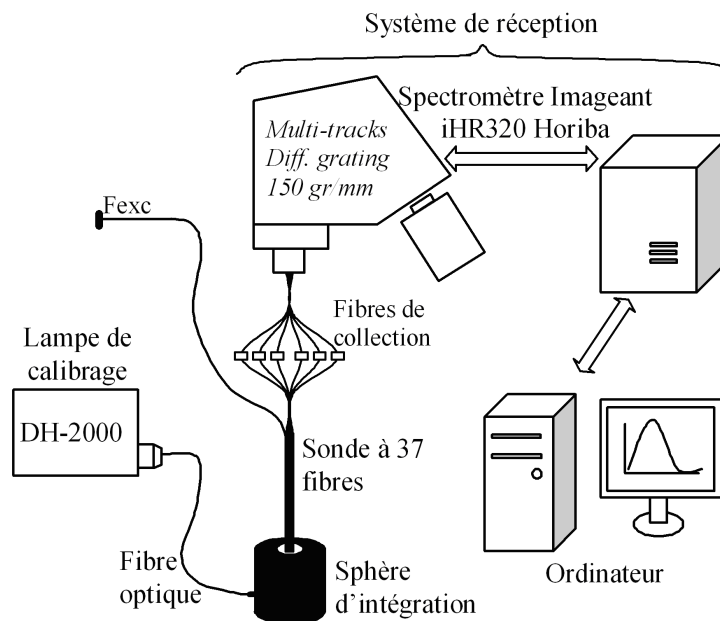 Système de réception
Spectromètre Imageant
iHR320 Horiba
Multi-tracks
Diff. grating
150 gr/mm
Fexc
Fibres de
collection
Lampe de
calibrage
DH-2000
Sonde à 37
fibres
Fibre
optique
Sphère
d’intégration
Ordinateur